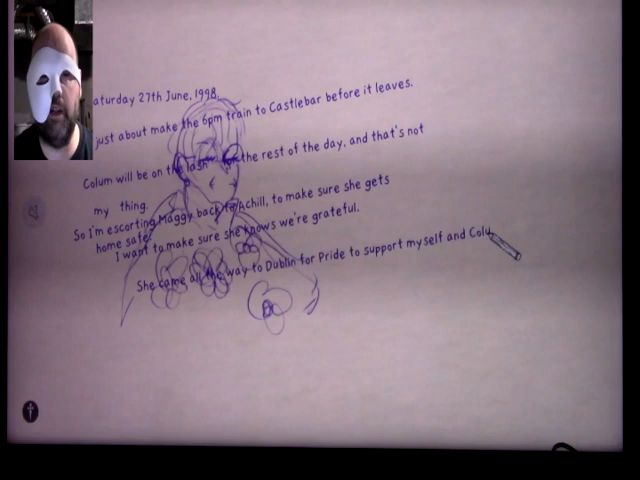 aturday 27th June, 1998.
just about make the 6pm train to Castlebar before it leaves.
Colum will be on the lash for the rest of the day, and that's not
my thing.
So I'm escorting Maggy back to Achill, to make sure she gets
home safe.
I want to make sure she knows we're grateful.
She came all the way to Dublin for Pride to support myself and Colu